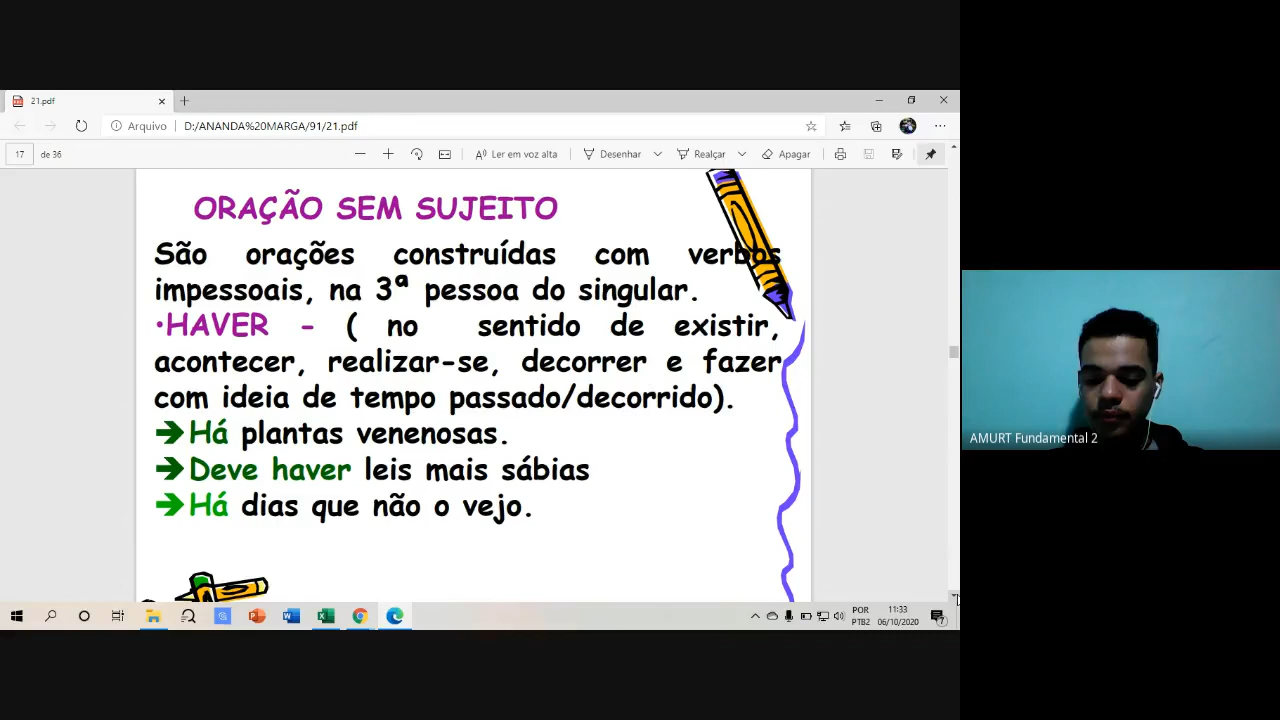 21.pdf
Arquivo
D:/ANANDA%20MARGA/91/21.pdf
17
de 36
Ler em voz alta
Desenhar
Realçar
Apagar
ORAÇÃO SEM SUJEITO
São orações construídas com verbos
impessoais, na 3ª pessoa do singular.
•HAVER - ( no sentido de existir,
acontecer, realizar-se, decorrer e fazer
com ideia de tempo passado/decorrido).
➔Há plantas venenosas.
➔Deve haver leis mais sábias
➔Há dias que não o vejo.
AMURT Fundamental 2
POR
PTB2
11:33
06/10/2020